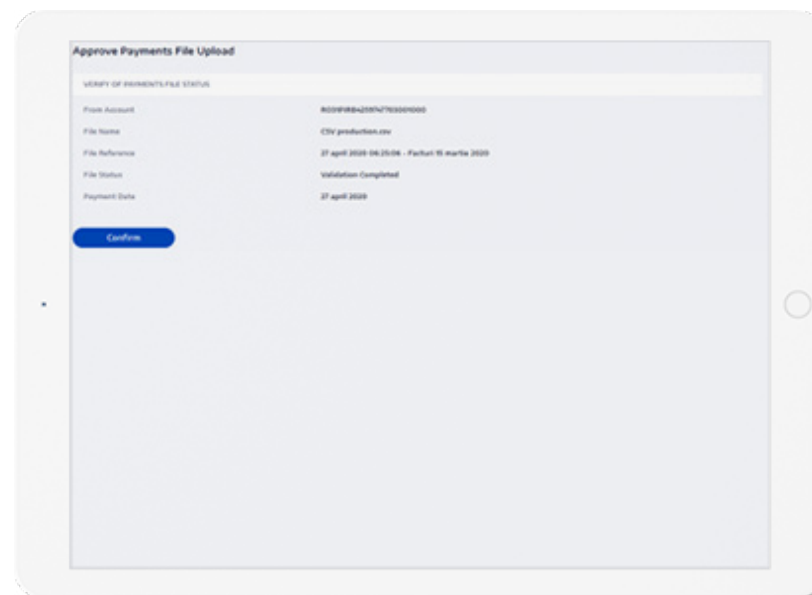 Approve Payments File Upload
VERIFY OF PAYMENTS FILE STATUS
From Account
File Name CSV production.csv
File Reference 27 april 2020 06:25:06 - Facturi 15 martie 2020
File Status Validation Completed
Payment Date 27 april 2020
Confirm